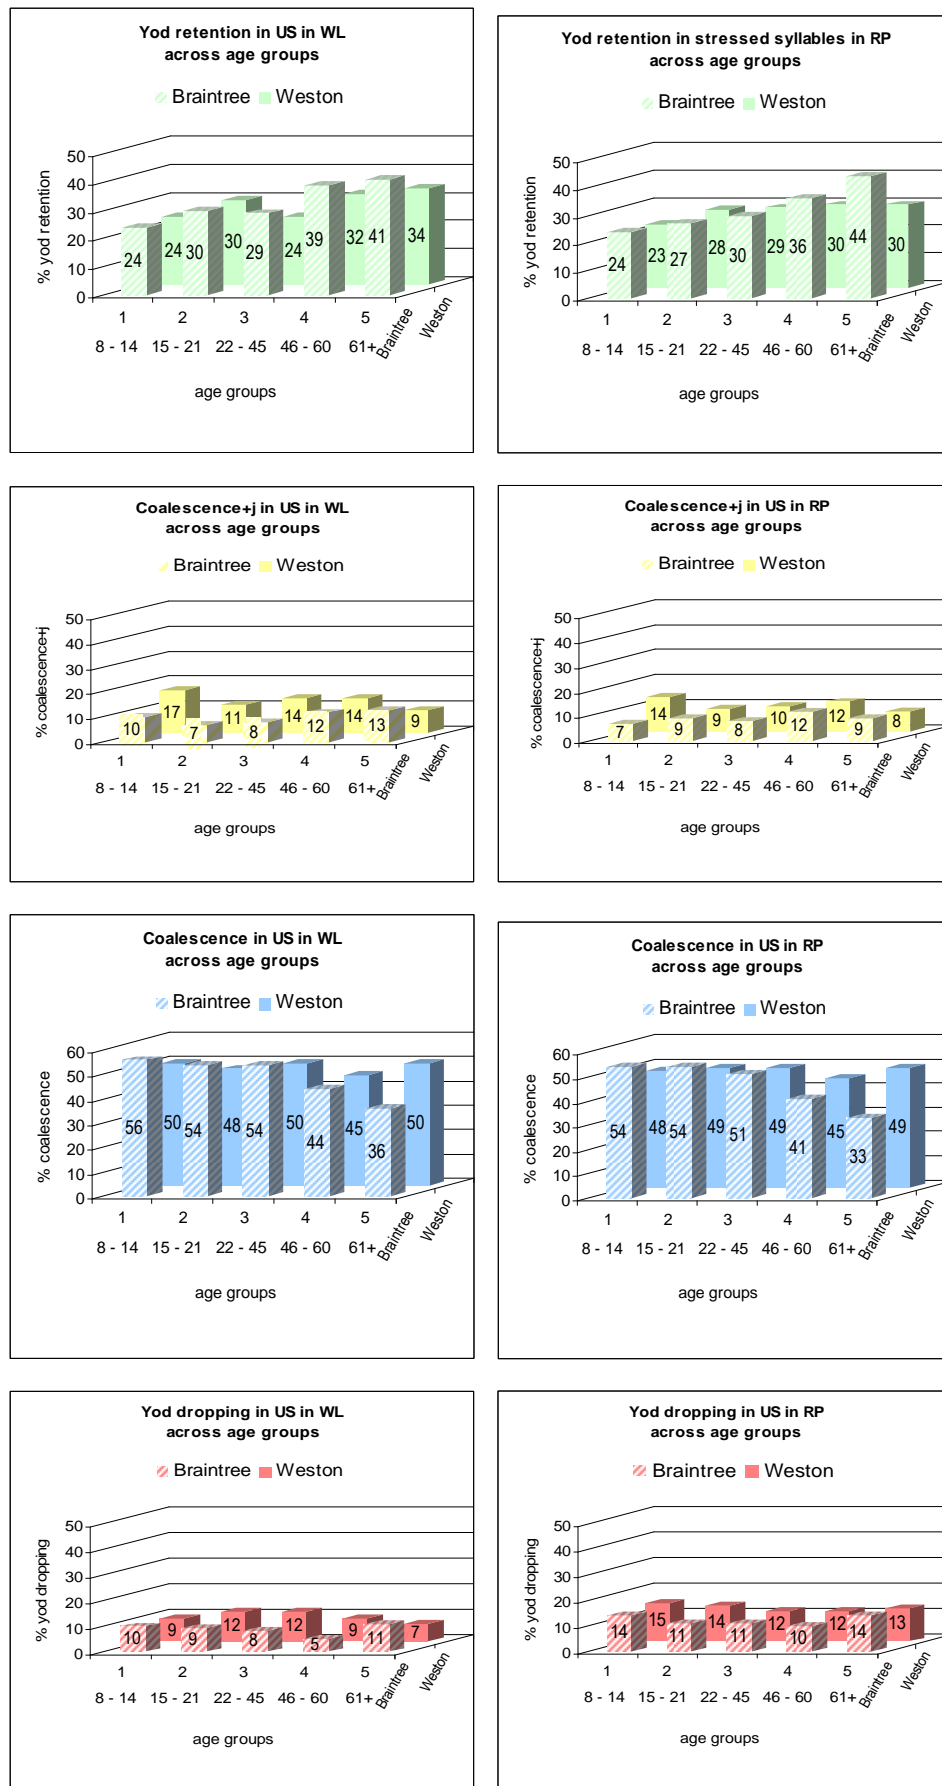 Yod retention in US in WL
across age groups
Braintree Weston
% yod retention
50
40
30
20
10
0
24 24 30 30 29 24 39 32 41 34
1 2 3 4 5
8 - 14 15 - 21 22 - 45 46 - 60 61+
Braintree
Weston
age groups
Yod retention in stressed syllables in RP
across age groups
Braintree Weston
% yod retention
50
40
30
20
10
0
24 23 27 28 30 29 36 30 44 30
1 2 3 4 5
8 - 14 15 - 21 22 - 45 46 - 60 61+
Braintree
Weston
age groups
Coalescence+j in US in WL
across age groups
Braintree Weston
% coalescence+j
50
40
30
20
10
0
10 17 7 11 8 14 12 14 13 9
1 2 3 4 5
8 - 14 15 - 21 22 - 45 46 - 60 61+
Braintree
Weston
age groups
Coalescence+j in US in RP
across age groups
Braintree Weston
% coalescence+j
50
40
30
20
10
0
7 14 9 9 8 10 12 12 9 8
1 2 3 4 5
8 - 14 15 - 21 22 - 45 46 - 60 61+
Braintree
Weston
age groups
Coalescence in US in WL
across age groups
Braintree Weston
% coalescence
60
50
40
30
20
10
0
56 50 54 48 54 50 44 45 36 50
1 2 3 4 5
8 - 14 15 - 21 22 - 45 46 - 60 61+
Braintree
Weston
age groups
Coalescence in US in RP
across age groups
Braintree Weston
% coalescence
60
50
40
30
20
10
0
54 48 54 49 51 49 41 45 33 49
1 2 3 4 5
8 - 14 15 - 21 22 - 45 46 - 60 61+
Braintree
Weston
age groups
Yod dropping in US in WL
across age groups
Braintree Weston
% yod dropping
50
40
30
20
10
0
10 9 9 12 8 12 5 9 11 7
1 2 3 4 5
8 - 14 15 - 21 22 - 45 46 - 60 61+
Braintree
Weston
age groups
Yod dropping in US in RP
across age groups
Braintree Weston
% yod dropping
50
40
30
20
10
0
14 15 11 14 11 12 10 12 14 13
1 2 3 4 5
8 - 14 15 - 21 22 - 45 46 - 60 61+
Braintree
Weston
age groups